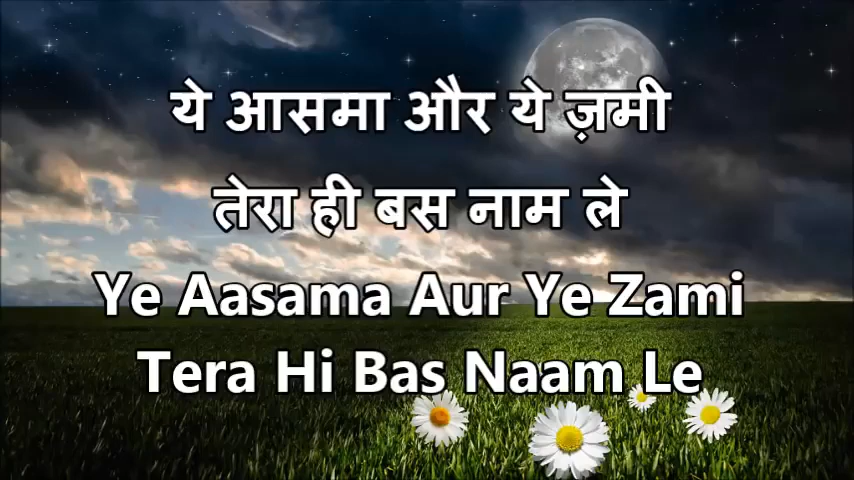 ये आसमा और ये ज़मी
तेरा ही बस नाम ले
Ye Aasama Aur Ye Zami
Tera Hi Bas Naam Le